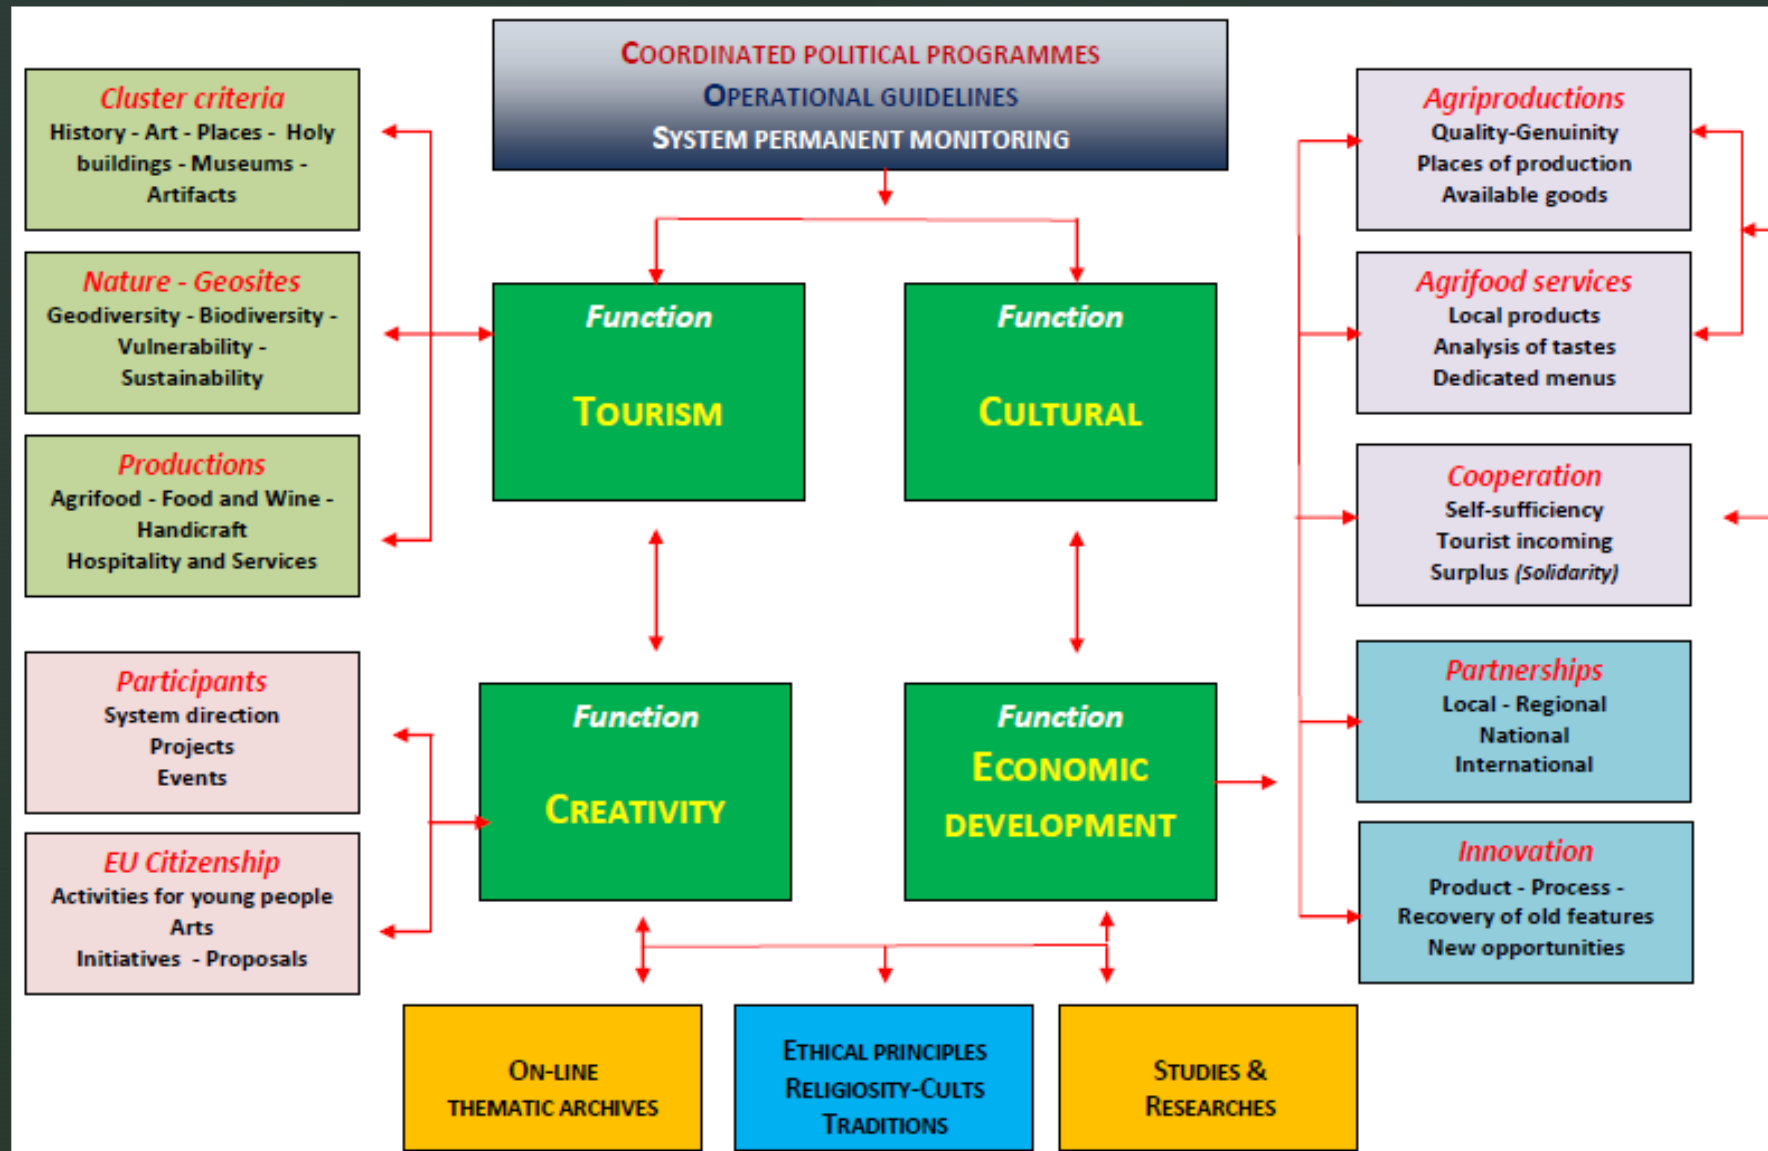 COORDINATED POLITICAL PROGRAMMES
OPERATIONAL GUIDELINES
SYSTEM PERMANENT MONITORING
Cluster criteria
History - Art - Places - Holy
buildings - Museums -
Artifacts
Nature - Geosites
Geodiversity - Biodiversity -
Vulnerability -
Sustainability
Productions
Agrifood - Food and Wine -
Handicraft
Hospitality and Services
Participants
System direction
Projects
Events
EU Citizenship
Activities for young people
Arts
Initiatives - Proposals
Function
TOURISM
Function
CULTURAL
Function
CREATIVITY
Function
ECONOMIC
DEVELOPMENT
Agriproductions
Quality-Genuinity
Places of production
Available goods
Agrifood services
Local products
Analysis of tastes
Dedicated menus
Cooperation
Self-sufficiency
Tourist incoming
Surplus (Solidarity)
Partnerships
Local - Regional
National
International
Innovation
Product - Process -
Recovery of old features
New opportunities
ON-LINE
THEMATIC ARCHIVES
ETHICAL PRINCIPLES
RELIGIOSITY-CULTS
TRADITIONS
STUDIES &
RESEARCHES